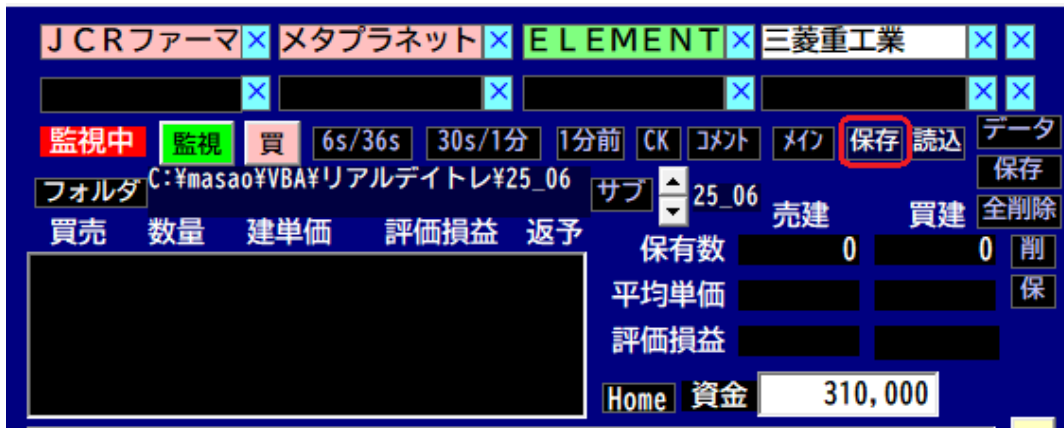 ＪＣＲファーマ × メタプラネット × ＥＬＥＭＥＮＴ × 三菱重工業 × ×
× × × × ×
監視中 監視 買 6s/36s 30s/1分 1分前 CK ｺﾒﾝﾄ ﾒｲﾝ 保存 読込 データ
保存
フォルダ C:¥masao¥VBA¥リアルデイトレ¥25_06 サブ 25_06 売建 買建 全削除
買売 数量 建単価 評価損益 返予
保有数 0 0 削
平均単価 保
評価損益
Home 資金 310,000